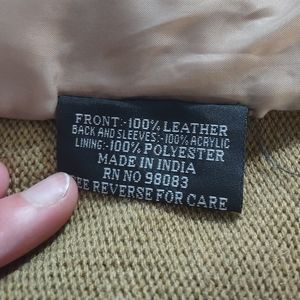 FRONT:-100% LEATHER
BACK AND SLEEVES:-100% ACRYLIC
LINING:-100% POLYESTER
MADE IN INDIA
RN NO 98083
EE REVERSE FOR CARE